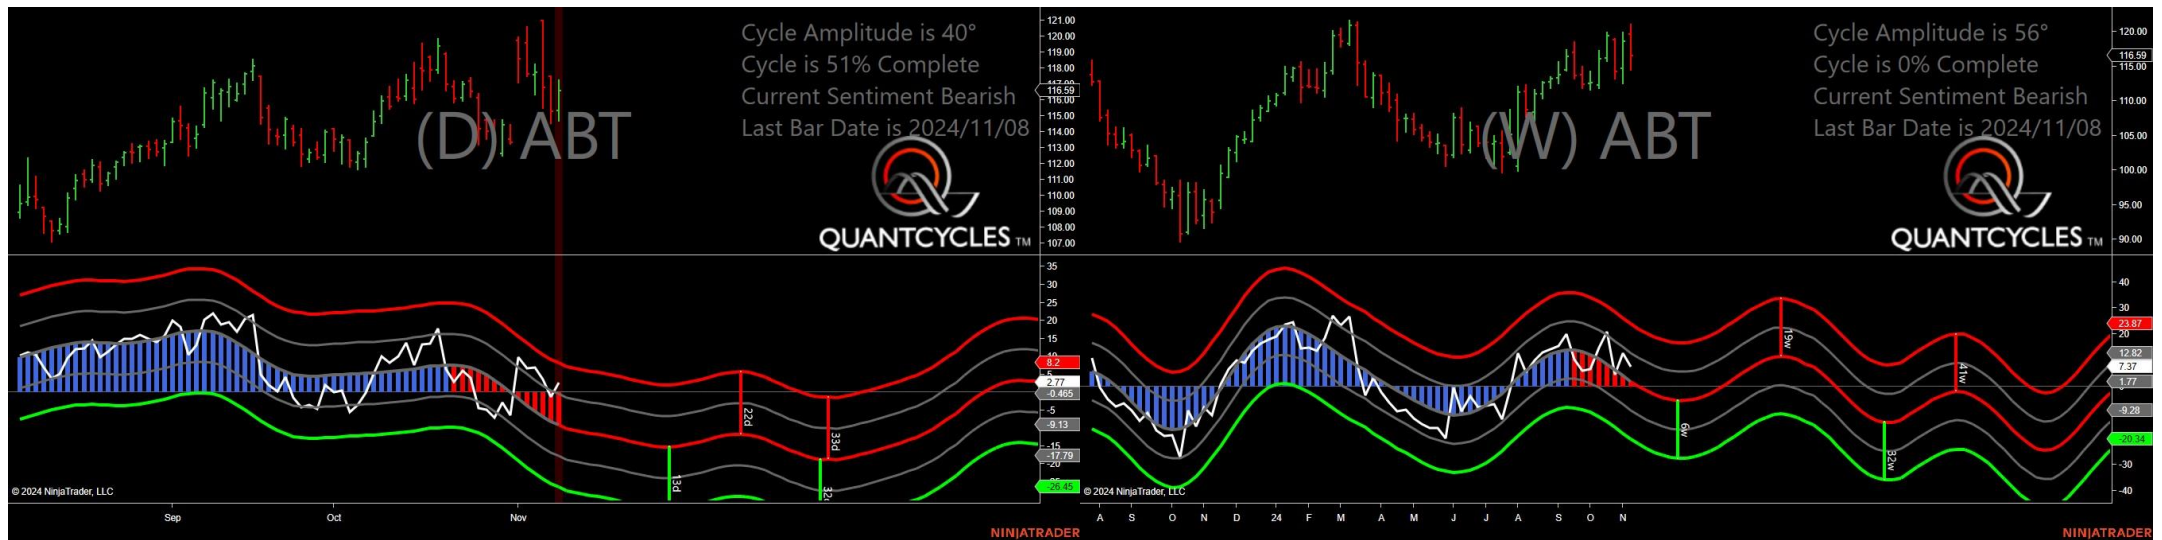 Cycle Amplitude is 40°
Cycle is 51% Complete
Current Sentiment Bearish
Last Bar Date is 2024/11/08
(D) ABT
QUANTCYCLES TM
121.00
120.00
119.00
118.00
117.00
116.59
116.00
115.00
114.00
113.00
112.00
111.00
110.00
109.00
108.00
107.00
35
30
25
20
15
10
8.2
5
2.77
-0.465
-5
-9.13
-15
-17.79
-20
-26.45
22d
33d
13d
© 2024 NinjaTrader, LLC
Sep
Oct
Nov
NINJATRADER
Cycle Amplitude is 56°
Cycle is 0% Complete
Current Sentiment Bearish
Last Bar Date is 2024/11/08
(W) ABT
QUANTCYCLES TM
120.00
116.59
115.00
110.00
105.00
100.00
95.00
90.00
40
30
23.87
20
12.82
7.37
1.77
-9.28
-20.34
-30
-40
19w
41w
6w
32w
© 2024 NinjaTrader, LLC
A S O N D 24 F M A M J J A S O N
NINJATRADER